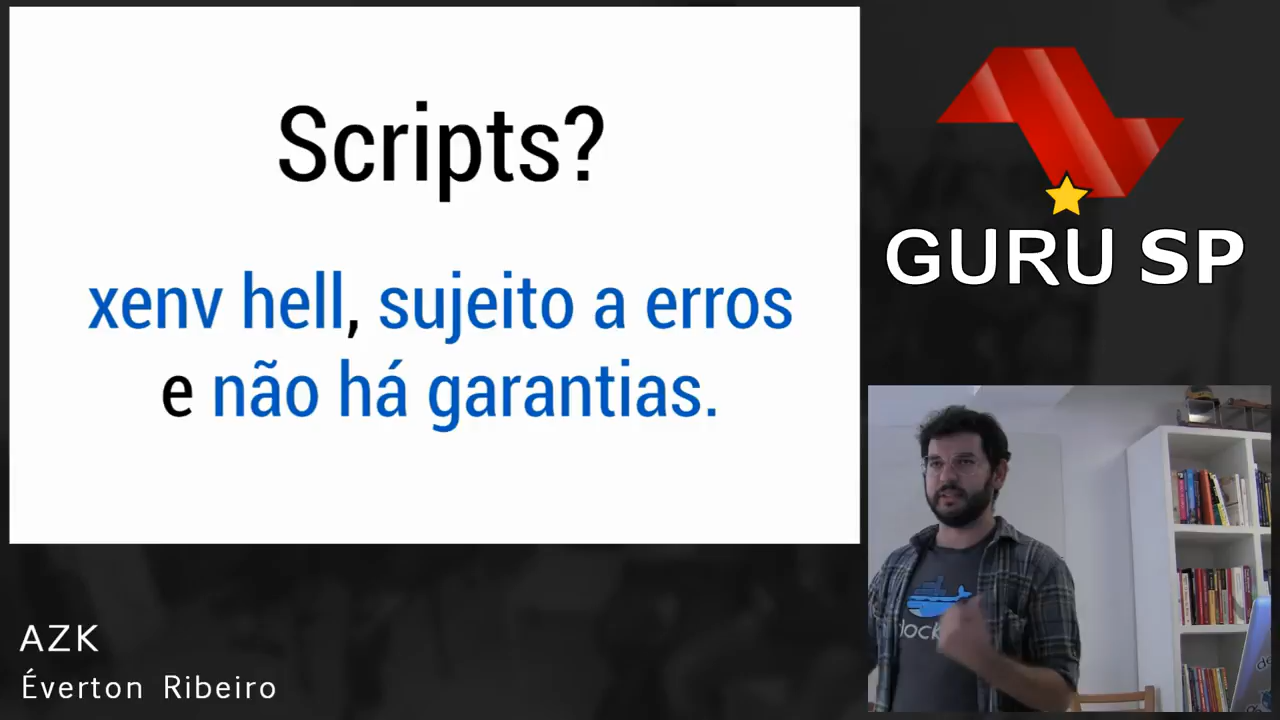 Scripts?
xenv hell, sujeito a erros
e não há garantias.
GURU SP
AZK
Éverton Ribeiro